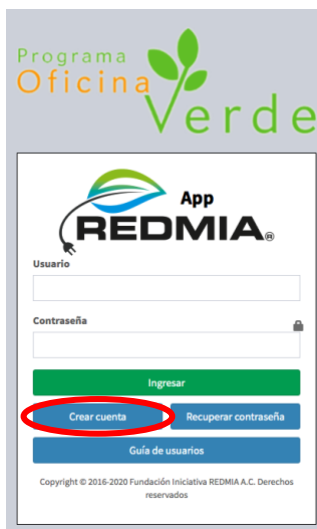 Programa
Oficina
Verde
App
REDMIA®
Usuario
Contraseña
Ingresar
Crear cuenta
Recuperar contraseña
Guía de usuarios
Copyright © 2016-2020 Fundación Iniciativa REDMIA A.C. Derechos
reservados